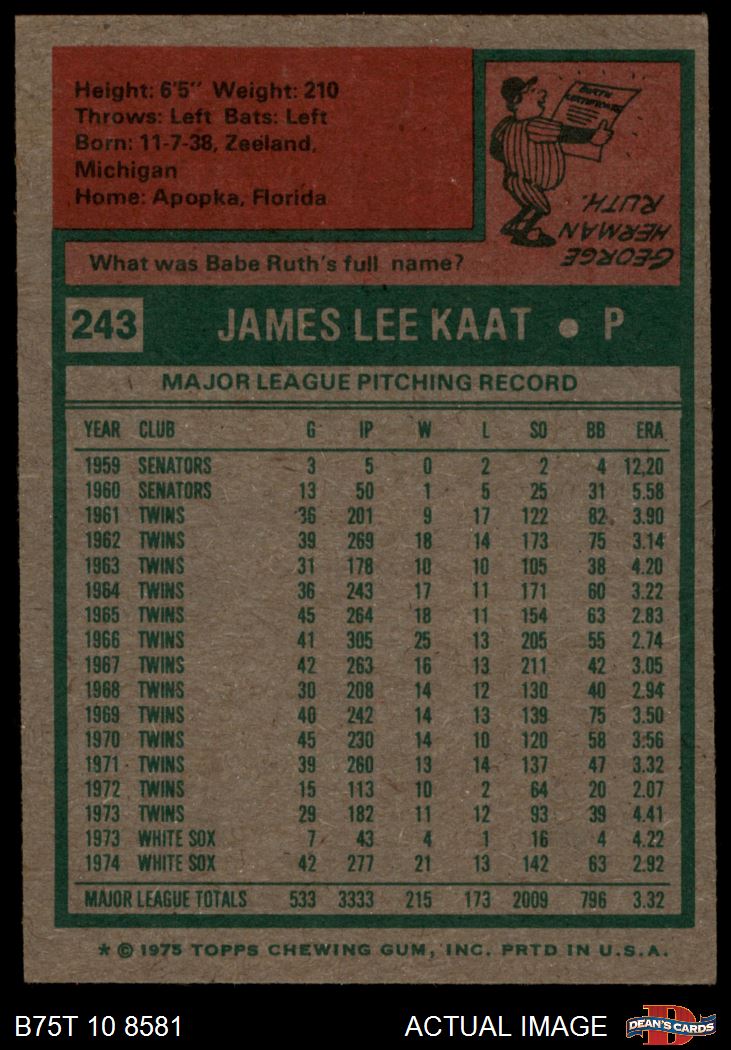 Height: 6'5" Weight: 210
Throws: Left Bats: Left
Born: 11-7-38, Zeeland,
Michigan
Home: Apopka, Florida
BIRTH
CERTIFICATE
GEORGE
HERMAN
RUTH.
What was Babe Ruth's full name?
243 JAMES LEE KAAT • P
MAJOR LEAGUE PITCHING RECORD
YEAR CLUB G IP W L SO BB ERA
1959 SENATORS 3 5 0 2 2 4 12,20
1960 SENATORS 13 50 1 5 25 31 5.58
1961 TWINS 36 201 9 17 122 82 3.90
1962 TWINS 39 269 18 14 173 75 3.14
1963 TWINS 31 178 10 10 105 38 4.20
1964 TWINS 36 243 17 11 171 60 3.22
1965 TWINS 45 264 18 11 154 63 2.83
1966 TWINS 41 305 25 13 205 55 2.74
1967 TWINS 42 263 16 13 211 42 3.05
1968 TWINS 30 208 14 12 130 40 2.94
1969 TWINS 40 242 14 13 139 75 3.50
1970 TWINS 45 230 14 10 120 58 3:56
1971 TWINS 39 260 13 14 137 47 3.32
1972 TWINS 15 113 10 2 64 20 2.07
1973 TWINS 29 182 11 12 93 39 4.41
1973 WHITE SOX 7 43 4 1 16 4 4.22
1974 WHITE SOX 42 277 21 13 142 63 2.92
MAJOR LEAGUE TOTALS 533 3333 215 173 2009 796 3.32
* © 1975 TOPPS CHEWING GUM, INC. PRTD IN U.S.A.
B75T 10 8581 ACTUAL IMAGE D DEAN'S CARDS